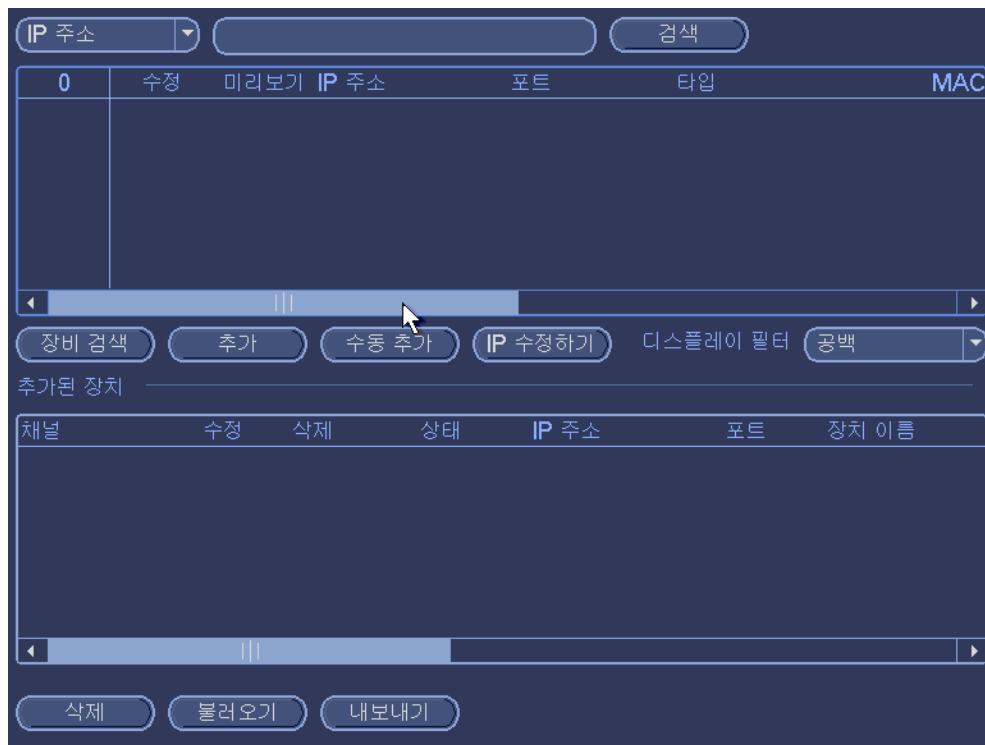 IP 주소 검색
0 수정 미리보기 IP 주소 포트 타입 MAC
장비 검색 추가 수동 추가 IP 수정하기 디스플레이 필터 공백
추가된 장치
채널 수정 삭제 상태 IP 주소 포트 장치 이름
삭제 불러오기 내보내기